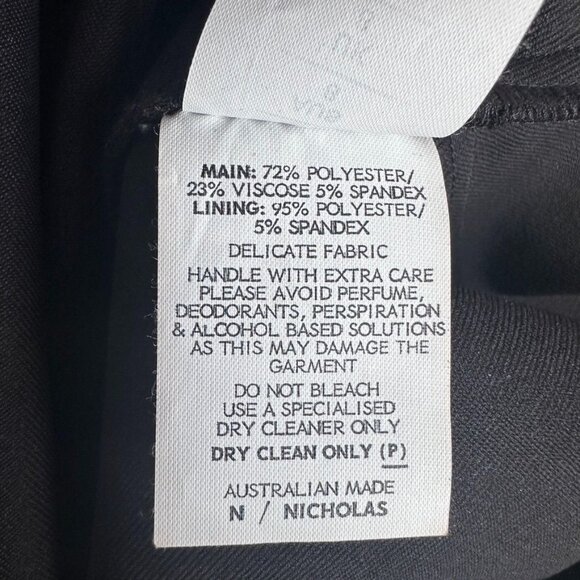 MAIN: 72% POLYESTER/
23% VISCOSE 5% SPANDEX
LINING: 95% POLYESTER/
5% SPANDEX
DELICATE FABRIC
HANDLE WITH EXTRA CARE
PLEASE AVOID PERFUME,
DEODORANTS, PERSPIRATION
& ALCOHOL BASED SOLUTIONS
AS THIS MAY DAMAGE THE
GARMENT
DO NOT BLEACH
USE A SPECIALISED
DRY CLEANER ONLY
DRY CLEAN ONLY (P)
AUSTRALIAN MADE
N / NICHOLAS